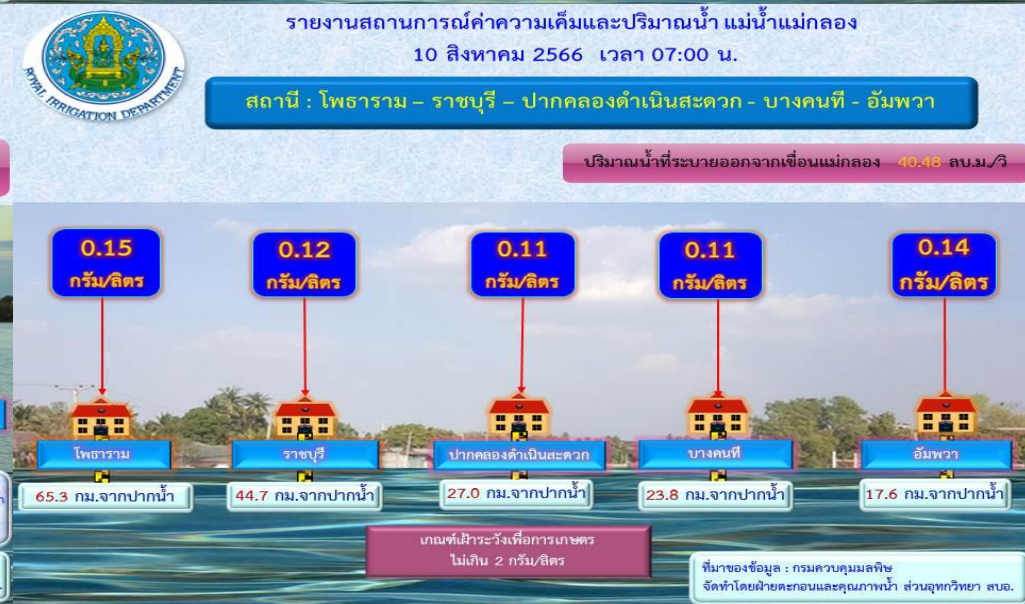 รายงานสถานการณ์ค่าความเค็มและปริมาณน้ำ แม่น้ำแม่กลอง
10 สิงหาคม 2566 เวลา 07:00 น.
ROYAL IRRIGATION DEPARTMENT
สถานี : โพธาราม – ราชบุรี – ปากคลองดำเนินสะดวก - บางคนที - อัมพวา
ปริมาณน้ำที่ระบายออกจากเขื่อนแม่กลอง 40.48 ลบ.ม./วิ
0.15 กรัม/ลิตร
0.12 กรัม/ลิตร
0.11 กรัม/ลิตร
0.11 กรัม/ลิตร
0.14 กรัม/ลิตร
โพธาราม
ราชบุรี
ปากคลองดำเนินสะดวก
บางคนที
อัมพวา
65.3 กม.จากปากน้ำ
44.7 กม.จากปากน้ำ
27.0 กม.จากปากน้ำ
23.8 กม.จากปากน้ำ
17.6 กม.จากปากน้ำ
เกณฑ์เฝ้าระวังเพื่อการเกษตร
ไม่เกิน 2 กรัม/ลิตร
ที่มาของข้อมูล : กรมควบคุมมลพิษ
จัดทำโดยฝ่ายตะกอนและคุณภาพน้ำ ส่วนอุทกวิทยา สบอ.